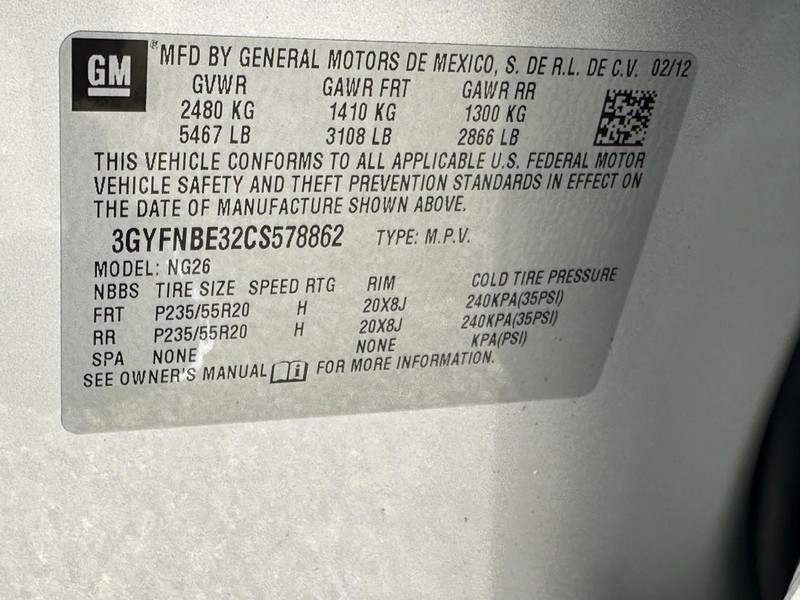 GM ® MFD BY GENERAL MOTORS DE MEXICO, S. DE R.L. DE C.V. 02/12
GVWR GAWR FRT GAWR RR
2480 KG 1410 KG 1300 KG
5467 LB 3108 LB 2866 LB
THIS VEHICLE CONFORMS TO ALL APPLICABLE U.S. FEDERAL MOTOR
VEHICLE SAFETY AND THEFT PREVENTION STANDARDS IN EFFECT ON
THE DATE OF MANUFACTURE SHOWN ABOVE.
3GYFNBE32CS578862 TYPE: M.P.V.
MODEL: NG26
NBBS TIRE SIZE SPEED RTG RIM COLD TIRE PRESSURE
FRT P235/55R20 H 20X8J 240KPA(35PSI)
RR P235/55R20 H 20X8J 240KPA(35PSI)
SPA NONE NONE KPA(PSI)
SEE OWNER'S MANUAL i FOR MORE INFORMATION.